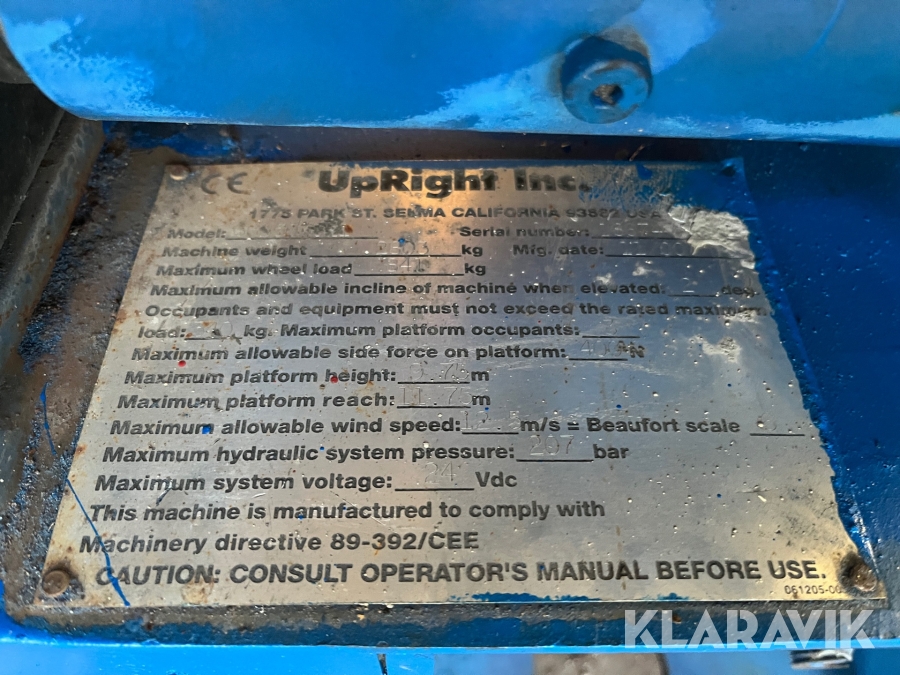 CE UpRight Inc.
1775 PARK ST. SELMA CALIFORNIA 93662 USA
Model: Serial number:
Machine weight kg Mfg. date:
Maximum wheel load kg
Maximum allowable incline of machine when elevated: deg.
Occupants and equipment must not exceed the rated maximum
load: kg. Maximum platform occupants:
Maximum allowable side force on platform: N
Maximum platform height: m
Maximum platform reach: 11.75 m
Maximum allowable wind speed: m/s = Beaufort scale
Maximum hydraulic system pressure: 207 bar
Maximum system voltage: 24 Vdc
This machine is manufactured to comply with
Machinery directive 89-392/CEE
CAUTION: CONSULT OPERATOR'S MANUAL BEFORE USE.
KLARAVIK